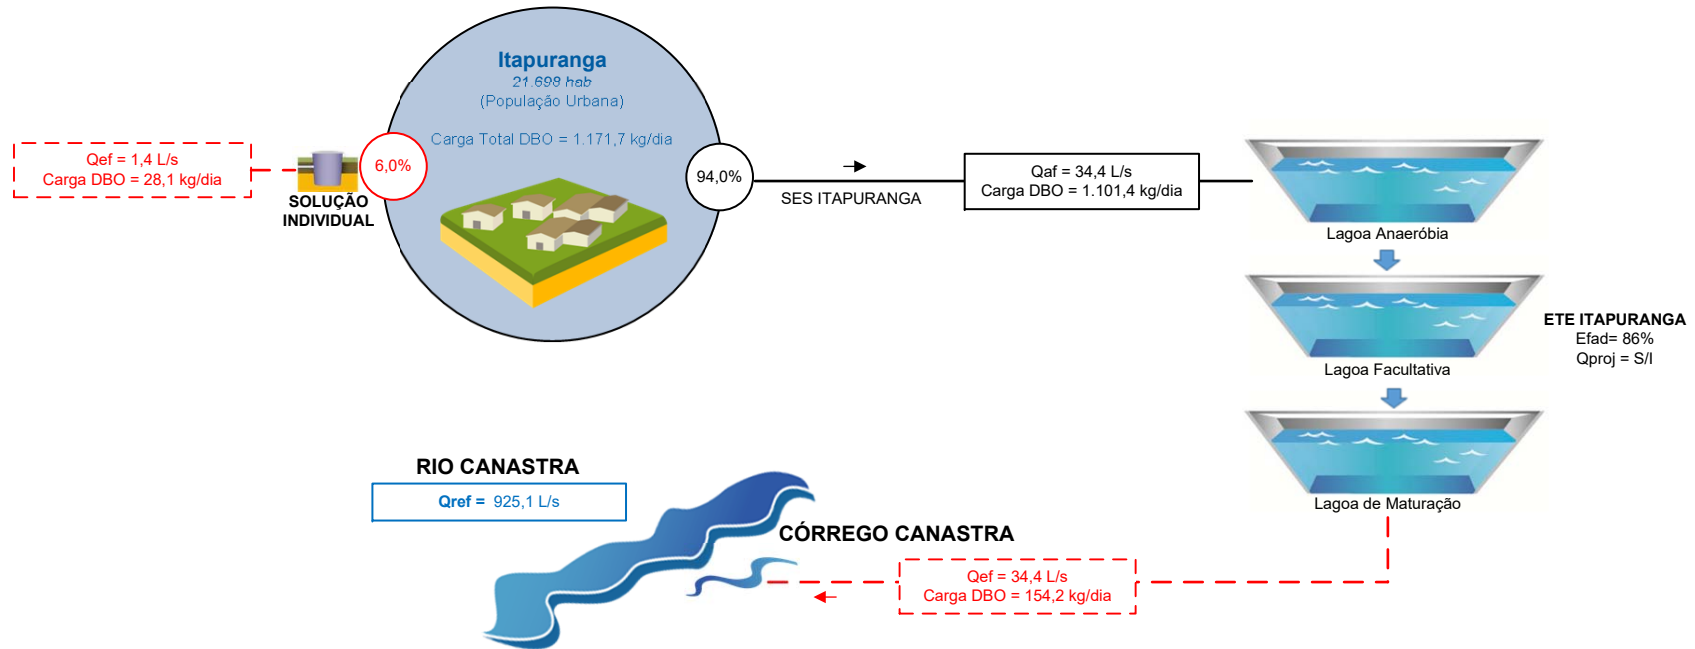 Itapuranga
21.698 hab
(População Urbana)
Carga Total DBO = 1.171,7 kg/dia
Qef = 1,4 L/s
Carga DBO = 28,1 kg/dia
6,0%
SOLUÇÃO
INDIVIDUAL
94,0%
SES ITAPURANGA
Qaf = 34,4 L/s
Carga DBO = 1.101,4 kg/dia
Lagoa Anaeróbia
Lagoa Facultativa
ETE ITAPURANGA
Efad= 86%
Qproj = S/I
Lagoa de Maturação
RIO CANASTRA
Qref = 925,1 L/s
CÓRREGO CANASTRA
Qef = 34,4 L/s
Carga DBO = 154,2 kg/dia